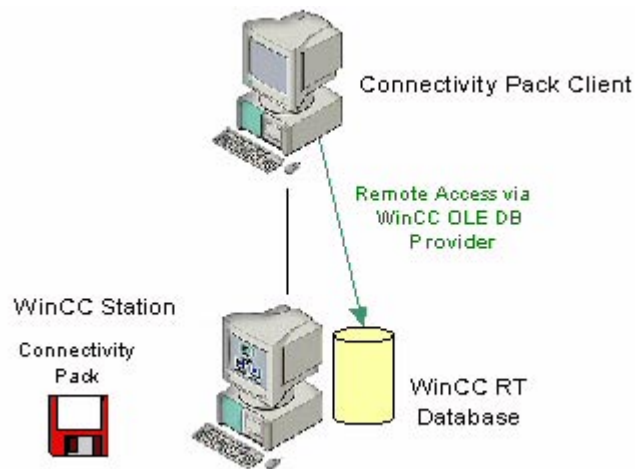 Connectivity Pack Client
Remote Access via
WinCC OLE DB
Provider
WinCC Station
Connectivity
Pack
WinCC RT
Database